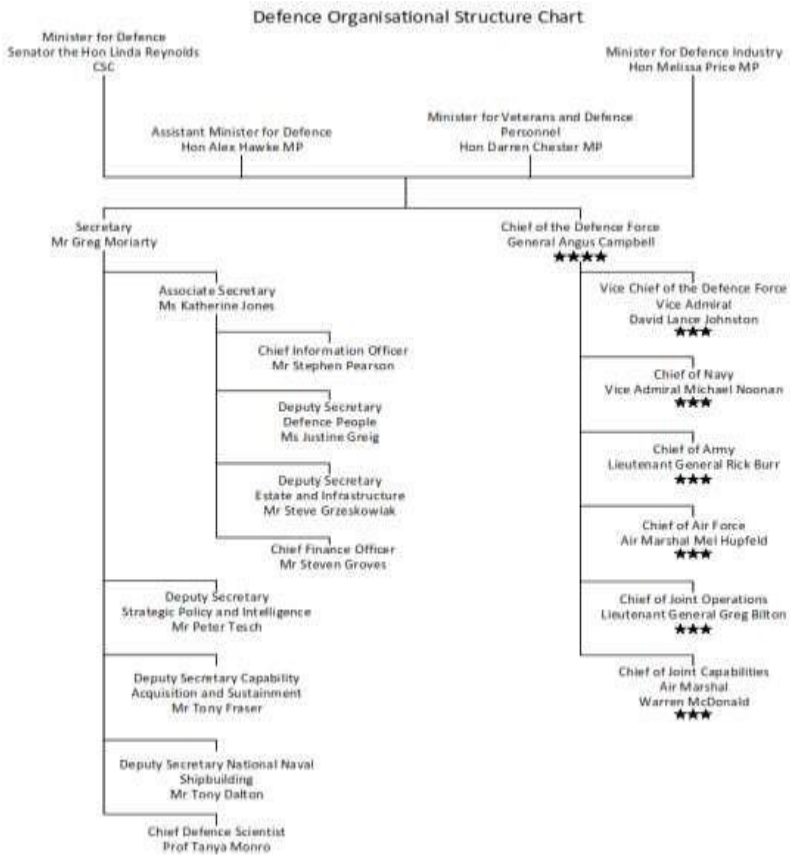 Defence Organisational Structure Chart
Minister for Defence
Senator the Hon Linda Reynolds
CSC
Minister for Defence Industry
Hon Melissa Price MP
Assistant Minister for Defence
Hon Alex Hawke MP
Minister for Veterans and Defence
Personnel
Hon Darren Chester MP
Secretary
Mr Greg Moriarty
Associate Secretary
Ms Katherine Jones
Chief Information Officer
Mr Stephen Pearson
Deputy Secretary
Defence People
Ms Justine Greig
Deputy Secretary
Estate and Infrastructure
Mr Steve Grzeskowiak
Chief Finance Officer
Mr Steven Groves
Deputy Secretary
Strategic Policy and Intelligence
Mr Peter Tesch
Deputy Secretary Capability
Acquisition and Sustainment
Mr Tony Fraser
Deputy Secretary National Naval
Shipbuilding
Mr Tony Dalton
Chief Defence Scientist
Prof Tanya Monro
Chief of the Defence Force
General Angus Campbell
★★★★
Vice Chief of the Defence Force
Vice Admiral
David Lance Johnston
★★★
Chief of Navy
Vice Admiral Michael Noonan
★★★
Chief of Army
Lieutenant General Rick Burr
★★★
Chief of Air Force
Air Marshal Mel Hupfeld
★★★
Chief of Joint Operations
Lieutenant General Greg Bilton
★★★
Chief of Joint Capabilities
Air Marshal
Warren McDonald
★★★